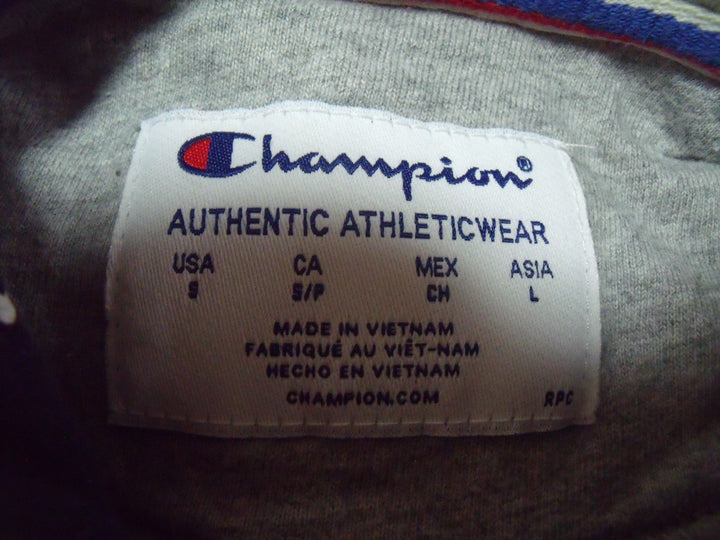 Champion®
AUTHENTIC ATHLETICWEAR
USA CA MEX ASIA
S S/P CH L
MADE IN VIETNAM
FABRIQUÉ AU VIÊT-NAM
HECHO EN VIETNAM
CHAMPION.COM RPC